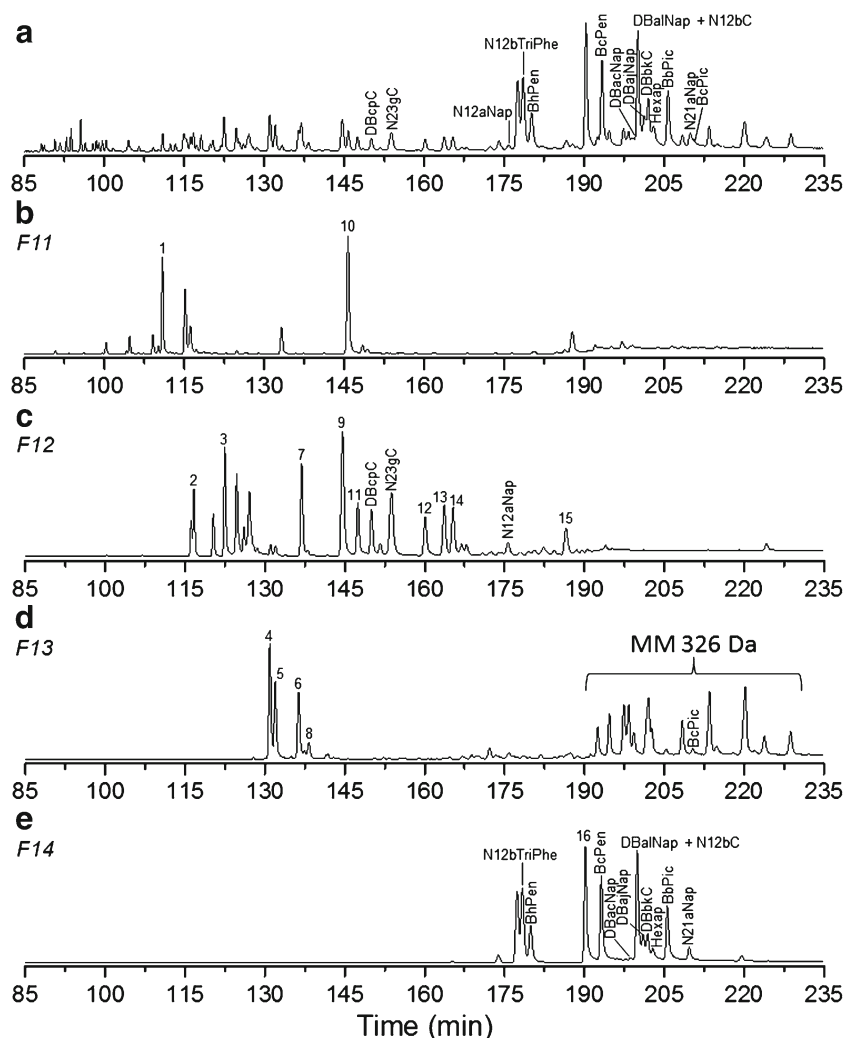 a
N12aNap
N12bTriPhe
BhPen
BcPen
DBacNap
DBajNap
DBalNap + N12bC
DBbkC
Hexap
BbPic
N21aNap
BcPic
DBcpC
N23gC
85 100 115 130 145 160 175 190 205 220 235
b
F11
1
10
85 100 115 130 145 160 175 190 205 220 235
c
F12
2
3
7
9
11
DBcpC
N23gC
12
13
14
N12aNap
15
85 100 115 130 145 160 175 190 205 220 235
d
F13
4
5
6
8
MM 326 Da
BcPic
85 100 115 130 145 160 175 190 205 220 235
e
F14
N12bTriPhe
BhPen
16
BcPen
DBacNap
DBajNap
DBalNap + N12bC
DBbkC
Hexap
BbPic
N21aNap
85 100 115 130 145 160 175 190 205 220 235
Time (min)